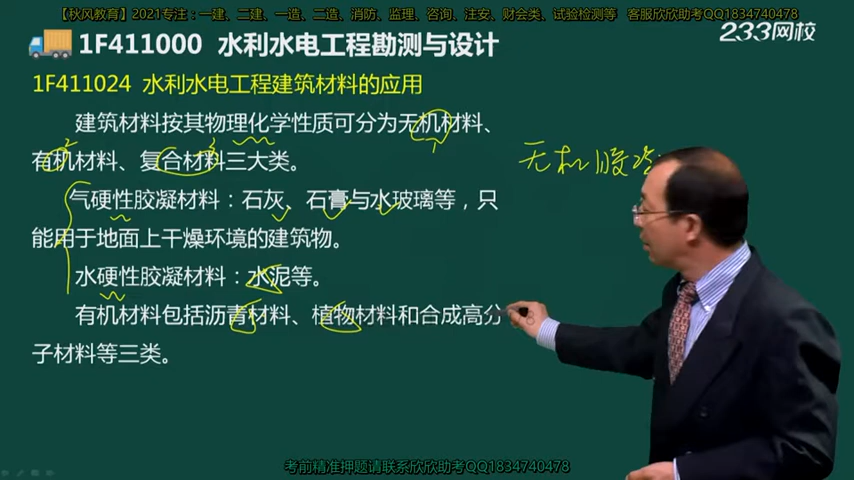 【秋风教育】2021专注：一建、二建、一造、二造、消防、监理、咨询、注安、财会类、试验检测等 客服欣欣助考QQ1834740478
233网校
1F411000 水利水电工程勘测与设计
1F411024 水利水电工程建筑材料的应用
建筑材料按其物理化学性质可分为无机材料、
有机材料、复合材料三大类。
无机胶
气硬性胶凝材料：石灰、石膏与水玻璃等，只
能用于地面上干燥环境的建筑物。
水硬性胶凝材料：水泥等。
有机材料包括沥青材料、植物材料和合成高分
子材料等三类。
考前精准押题请联系欣欣助考QQ1834740478